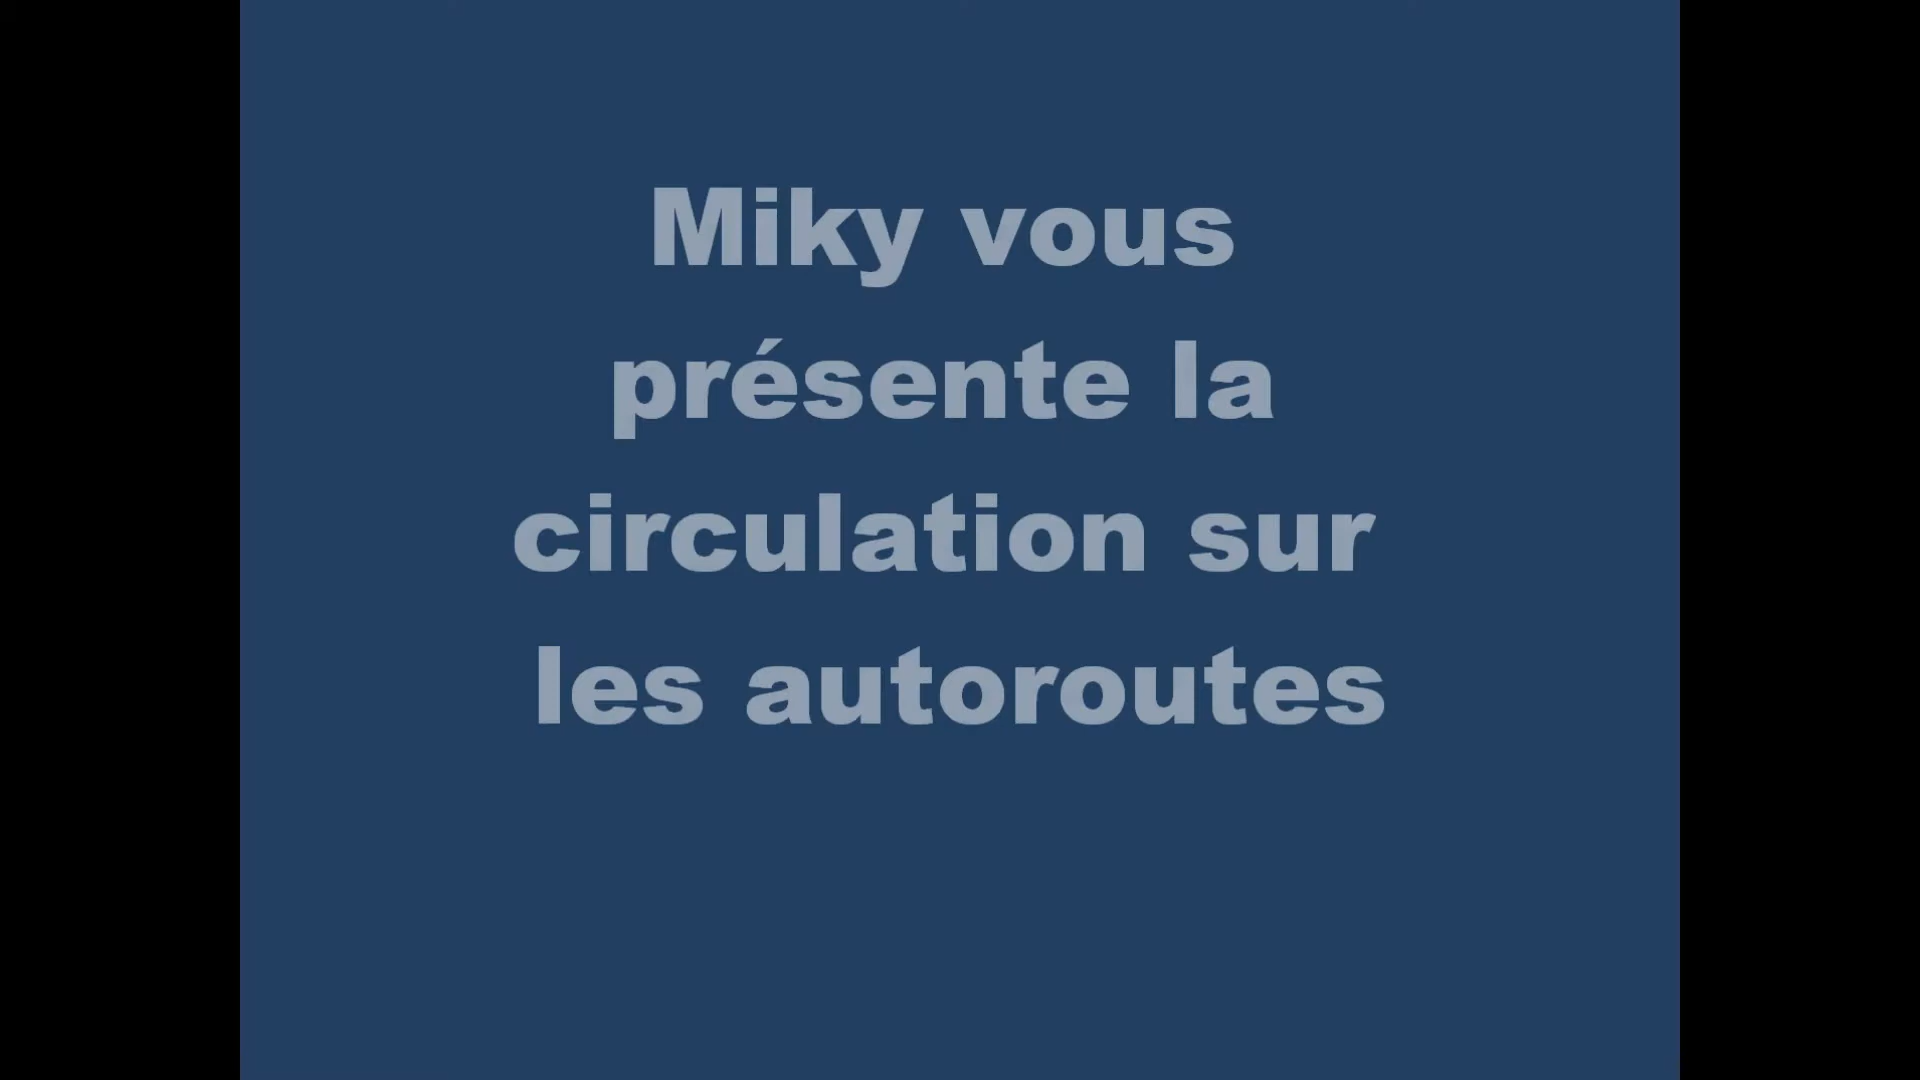 Miky vous
présente la
circulation sur
les autoroutes